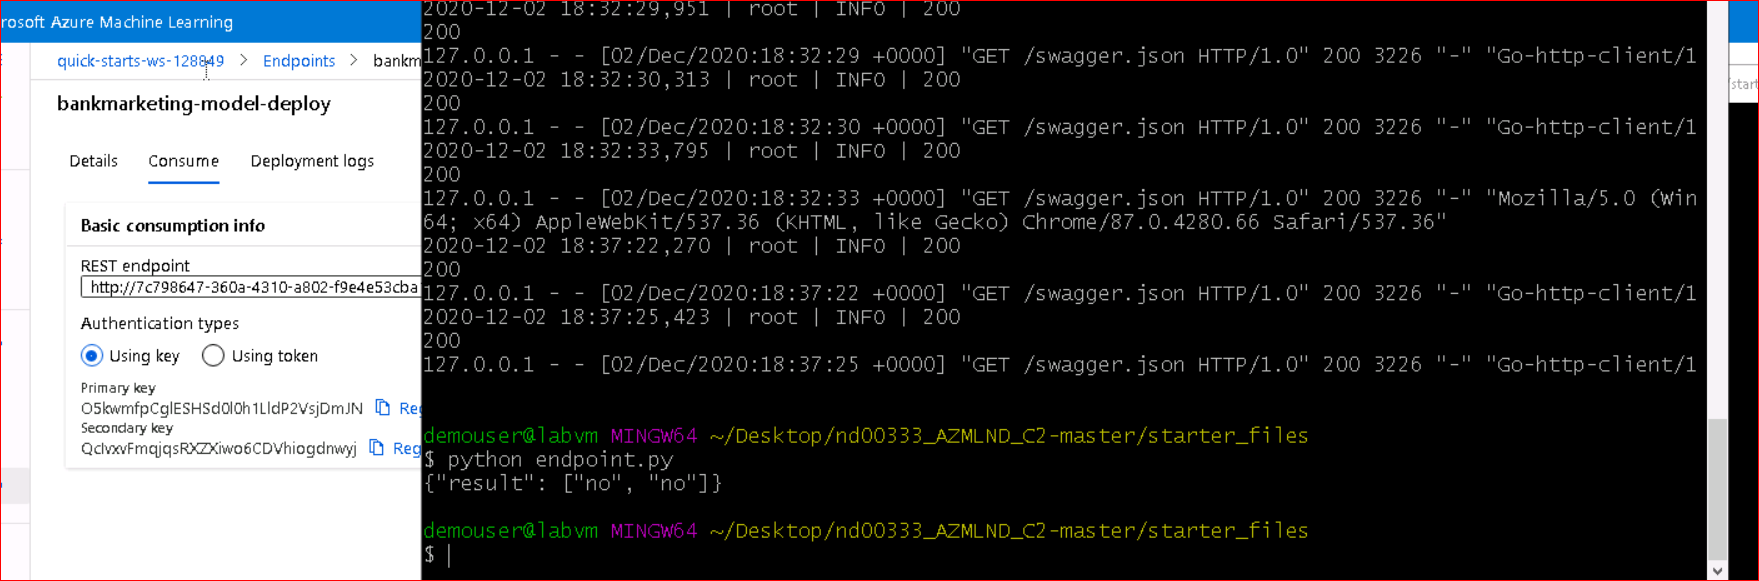 rosoft Azure Machine Learning
quick-starts-ws-128849 > Endpoints > bankm
bankmarketing-model-deploy
Details Consume Deployment logs
Basic consumption info
REST endpoint
http://7c798647-360a-4310-a802-f9e4e53cba
Authentication types
Using key Using token
Primary key
O5kwmfpCglESHSd0l0h1LldP2VsjDmJN Reg
Secondary key
QcIvxvFmqjqsRXZXiwo6CDVhiogdnwyj Reg
2020-12-02 18:32:29,951 | root | INFO | 200
200
127.0.0.1 - - [02/Dec/2020:18:32:29 +0000] "GET /swagger.json HTTP/1.0" 200 3226 "-" "Go-http-client/1
2020-12-02 18:32:30,313 | root | INFO | 200
200
127.0.0.1 - - [02/Dec/2020:18:32:30 +0000] "GET /swagger.json HTTP/1.0" 200 3226 "-" "Go-http-client/1
2020-12-02 18:32:33,795 | root | INFO | 200
200
127.0.0.1 - - [02/Dec/2020:18:32:33 +0000] "GET /swagger.json HTTP/1.0" 200 3226 "-" "Mozilla/5.0 (Win
64; x64) AppleWebKit/537.36 (KHTML, like Gecko) Chrome/87.0.4280.66 Safari/537.36"
2020-12-02 18:37:22,270 | root | INFO | 200
200
127.0.0.1 - - [02/Dec/2020:18:37:22 +0000] "GET /swagger.json HTTP/1.0" 200 3226 "-" "Go-http-client/1
2020-12-02 18:37:25,423 | root | INFO | 200
200
127.0.0.1 - - [02/Dec/2020:18:37:25 +0000] "GET /swagger.json HTTP/1.0" 200 3226 "-" "Go-http-client/1
demouser@labvm MINGW64 ~/Desktop/nd00333_AZMLND_C2-master/starter_files
$ python endpoint.py
{"result": ["no", "no"]}
demouser@labvm MINGW64 ~/Desktop/nd00333_AZMLND_C2-master/starter_files
$
/start